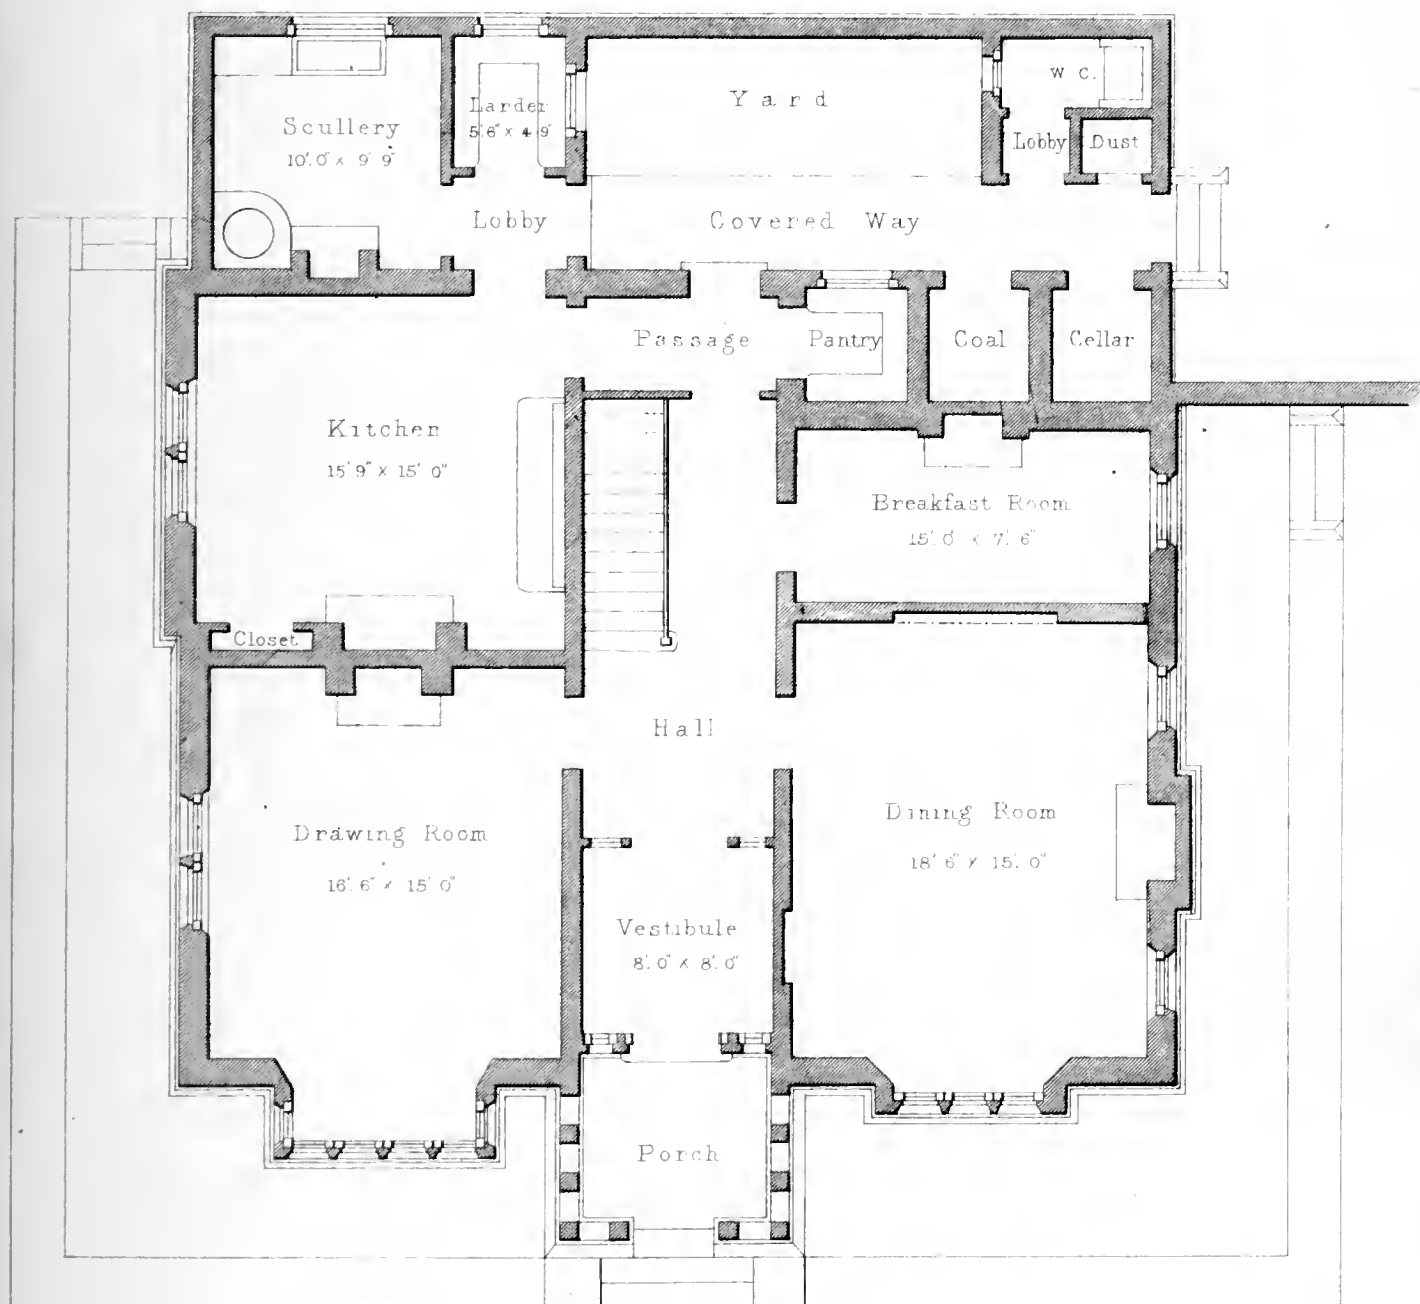 W C.
Yard
Larder
5'.6" × 4'9"
Scullery
10'.0" × 9'9"
Lobby
Dust
Lobby
Covered Way
Passage
Pantry
Coal
Cellar
Kitchen
15'9" × 15'0"
Breakfast Room
15'.0" × 7'.6"
Closet
Hall
Drawing Room
16'.6" × 15'0"
Dining Room
18'6" × 15'.0"
Vestibule
8'.0" × 8'.0"
Porch